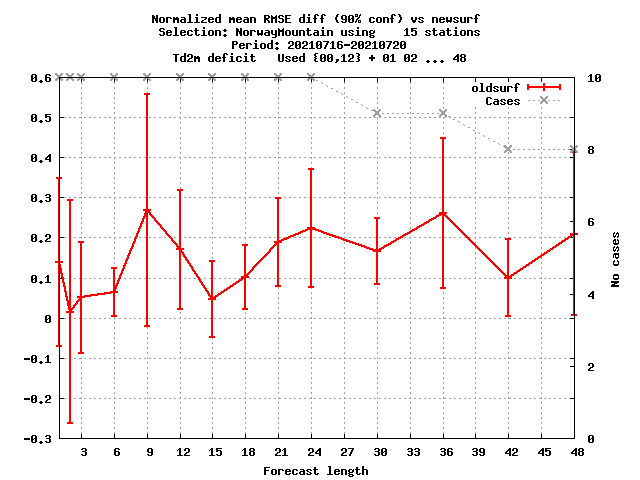 Normalized mean RMSE diff (90% conf) vs newsurf
Selection: NorwayMountain using    15 stations
Period: 20210716-20210720
Td2m deficit   Used {00,12} + 01 02 ... 48
oldsurf
Cases
0.6
0.5
0.4
0.3
0.2
0.1
0
-0.1
-0.2
-0.3
10
8
6
4
2
0
No cases
3 6 9 12 15 18 21 24 27 30 33 36 39 42 45 48
Forecast length